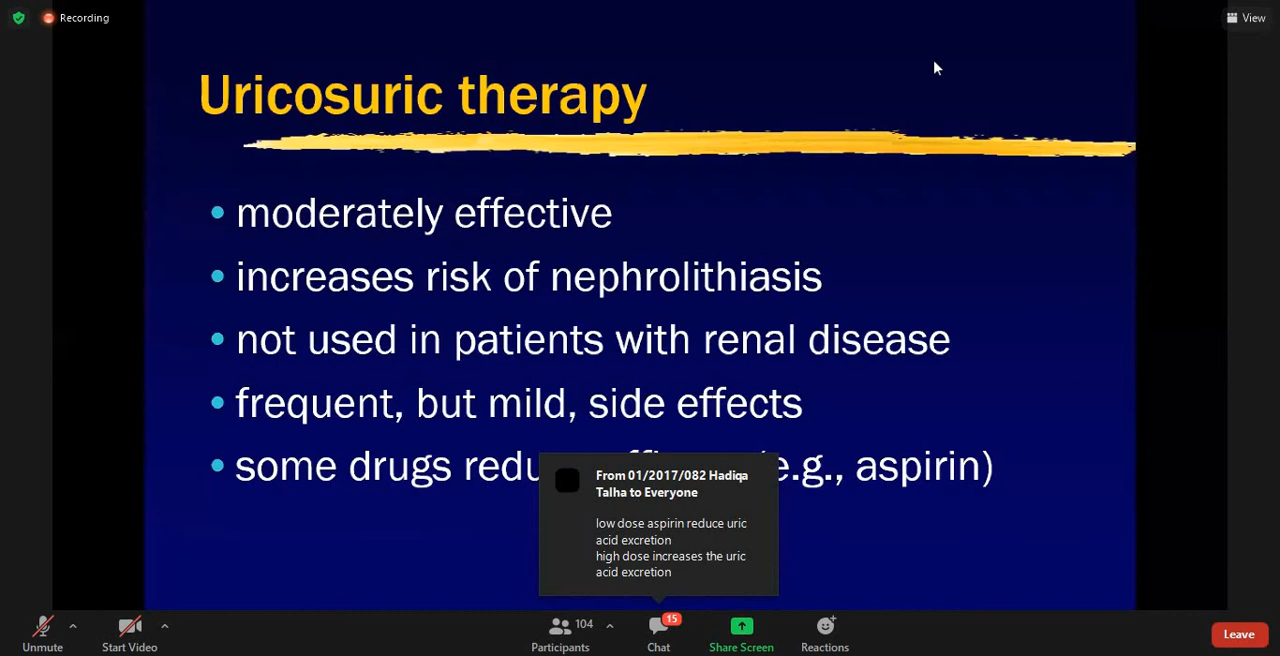 Recording
View
Uricosuric therapy
• moderately effective
• increases risk of nephrolithiasis
• not used in patients with renal disease
• frequent, but mild, side effects
• some drugs redu (e.g., aspirin)
From 01/2017/082 Hadiqa
Talha to Everyone
low dose aspirin reduce uric
acid excretion
high dose increases the uric
acid excretion
Unmute
Start Video
104
Participants
15
Chat
Share Screen
Reactions
Leave